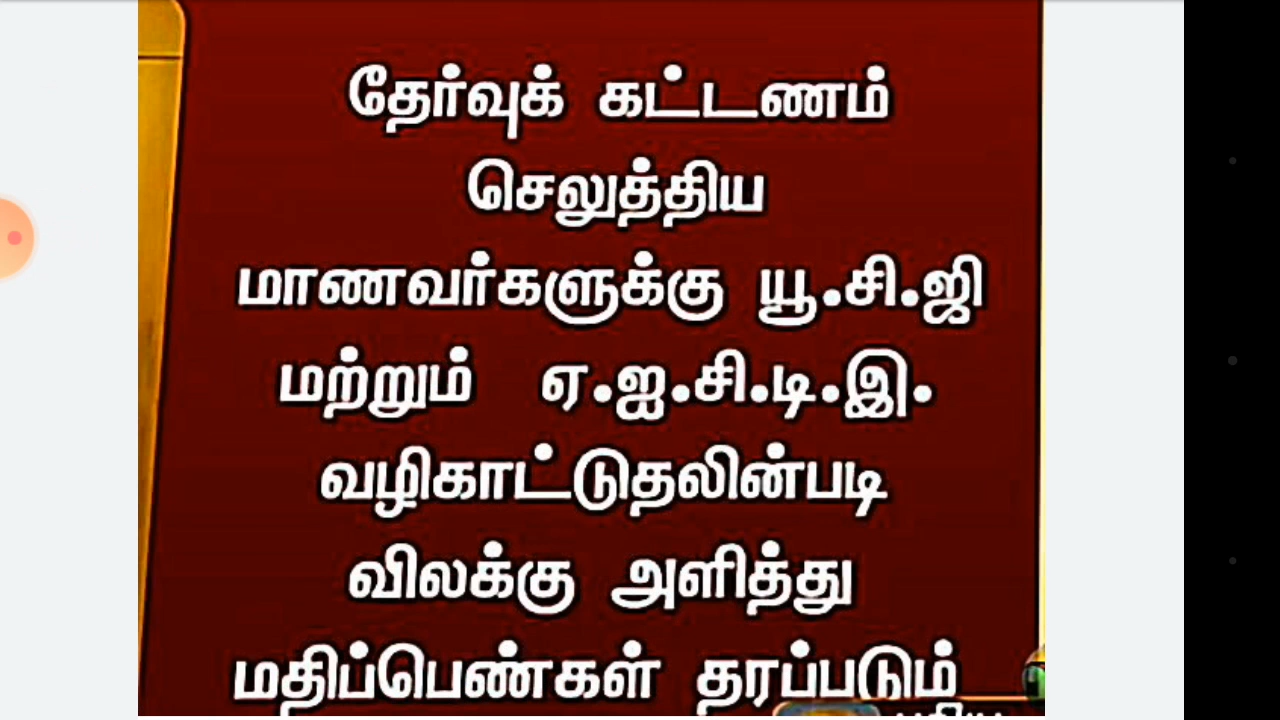 தேர்வுக் கட்டணம்
செலுத்திய
மாணவர்களுக்கு யூ.சி.ஜி
மற்றும் ஏ.ஐ.சி.டி.இ.
வழிகாட்டுதலின்படி
விலக்கு அளித்து
மதிப்பெண்கள் தரப்படும்